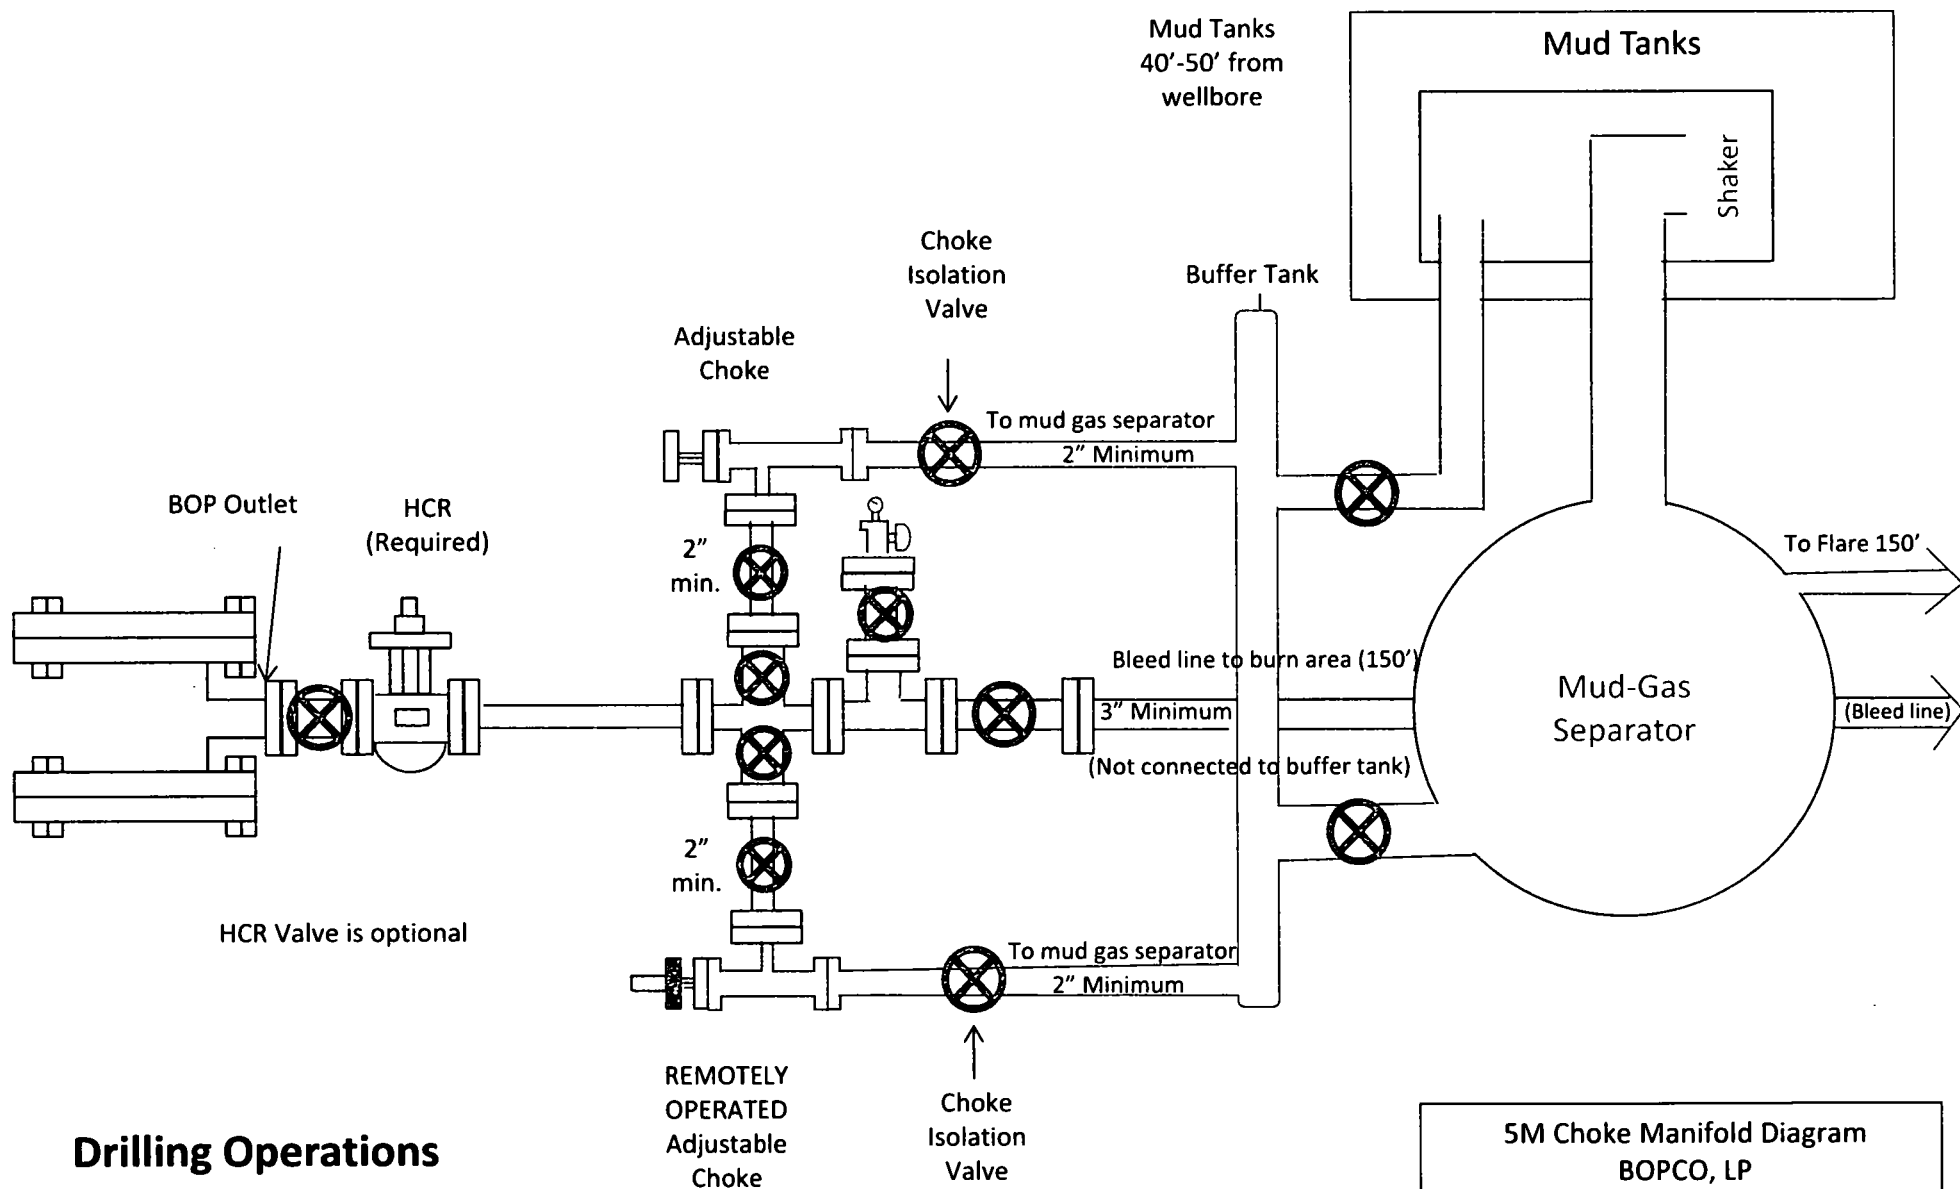 Mud Tanks
40'-50' from
wellbore
Mud Tanks
Shaker
Choke
Isolation
Valve
Buffer Tank
Adjustable
Choke
To mud gas separator
2" Minimum
BOP Outlet
HCR
(Required)
2"
min.
To Flare 150'
Bleed line to burn area (150')
3" Minimum
(Not connected to buffer tank)
Mud-Gas
Separator
(Bleed line)
2"
min.
HCR Valve is optional
To mud gas separator
2" Minimum
REMOTELY
OPERATED
Adjustable
Choke
Choke
Isolation
Valve
Drilling Operations
5M Choke Manifold Diagram
BOPCO, LP